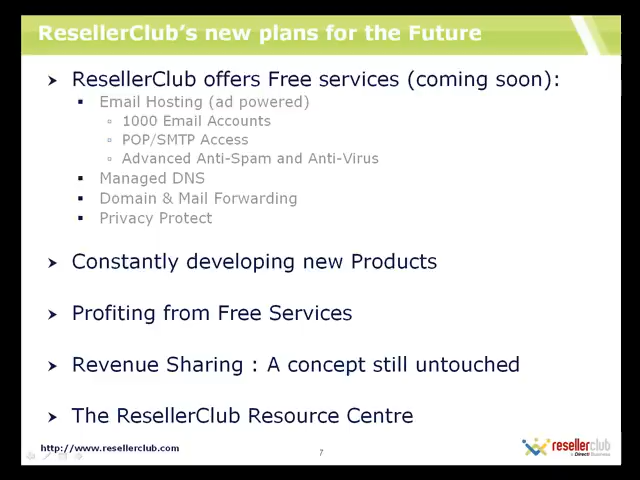 ResellerClub's new plans for the Future
ResellerClub offers Free services (coming soon):
Email Hosting (ad powered)
1000 Email Accounts
POP/SMTP Access
Advanced Anti-Spam and Anti-Virus
Managed DNS
Domain & Mail Forwarding
Privacy Protect
Constantly developing new Products
Profiting from Free Services
Revenue Sharing : A concept still untouched
The ResellerClub Resource Centre
http://www.resellerclub.com
7
resellerclub
a Directi Business